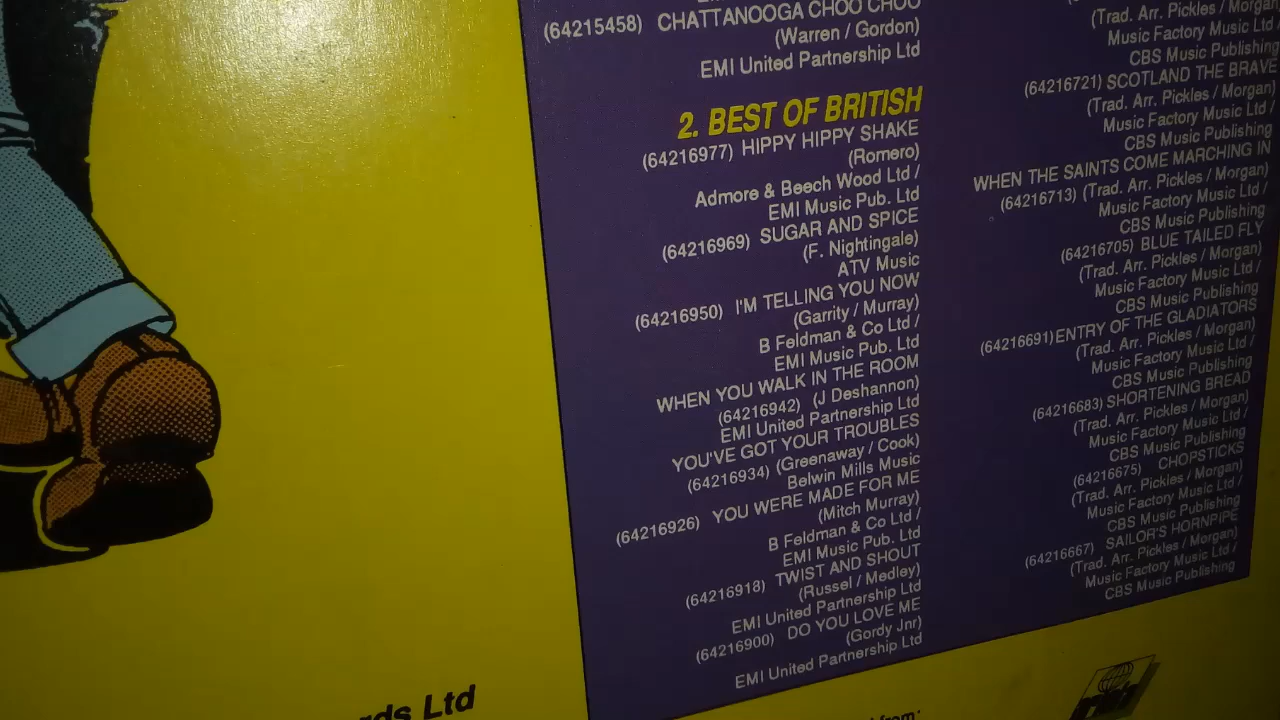 (64215458) CHATTANOOGA CHOO CHOO
(Warren / Gordon)
EMI United Partnership Ltd
2. BEST OF BRITISH
(64216977) HIPPY HIPPY SHAKE
(Romero)
Admore & Beech Wood Ltd /
EMI Music Pub. Ltd
(64216969) SUGAR AND SPICE
(F. Nightingale)
ATV Music
(64216950) I'M TELLING YOU NOW
(Garrity / Murray)
B Feldman & Co Ltd /
EMI Music Pub. Ltd
WHEN YOU WALK IN THE ROOM
(64216942) (J Deshannon)
EMI United Partnership Ltd
YOU'VE GOT YOUR TROUBLES
(64216934) (Greenaway / Cook)
Belwin Mills Music
(64216926) YOU WERE MADE FOR ME
(Mitch Murray)
B Feldman & Co Ltd /
EMI Music Pub. Ltd
(64216918) TWIST AND SHOUT
(Russel / Medley)
EMI United Partnership Ltd
(64216900) DO YOU LOVE ME
(Gordy Jnr)
EMI United Partnership Ltd
(Trad. Arr. Pickles / Morgan
Music Factory Music Ltd /
CBS Music Publishing
(64216721) SCOTLAND THE BRAVE
(Trad. Arr. Pickles / Morgan)
Music Factory Music Ltd /
CBS Music Publishing
WHEN THE SAINTS COME MARCHING IN
(64216713) (Trad. Arr. Pickles / Morgan)
Music Factory Music Ltd /
CBS Music Publishing
(64216705) BLUE TAILED FLY
(Trad. Arr. Pickles / Morgan)
Music Factory Music Ltd /
CBS Music Publishing
(64216691) ENTRY OF THE GLADIATORS
(Trad. Arr. Pickles / Morgan)
Music Factory Music Ltd /
CBS Music Publishing
(64216683) SHORTENING BREAD
(Trad. Arr. Pickles / Morgan)
Music Factory Music Ltd /
CBS Music Publishing
(64216675) CHOPSTICKS
(Trad. Arr. Pickles / Morgan)
Music Factory Music Ltd /
CBS Music Publishing
(64216667) SAILOR'S HORNPIPE
(Trad. Arr. Pickles / Morgan)
Music Factory Music Ltd /
CBS Music Publishing
Ltd
from: